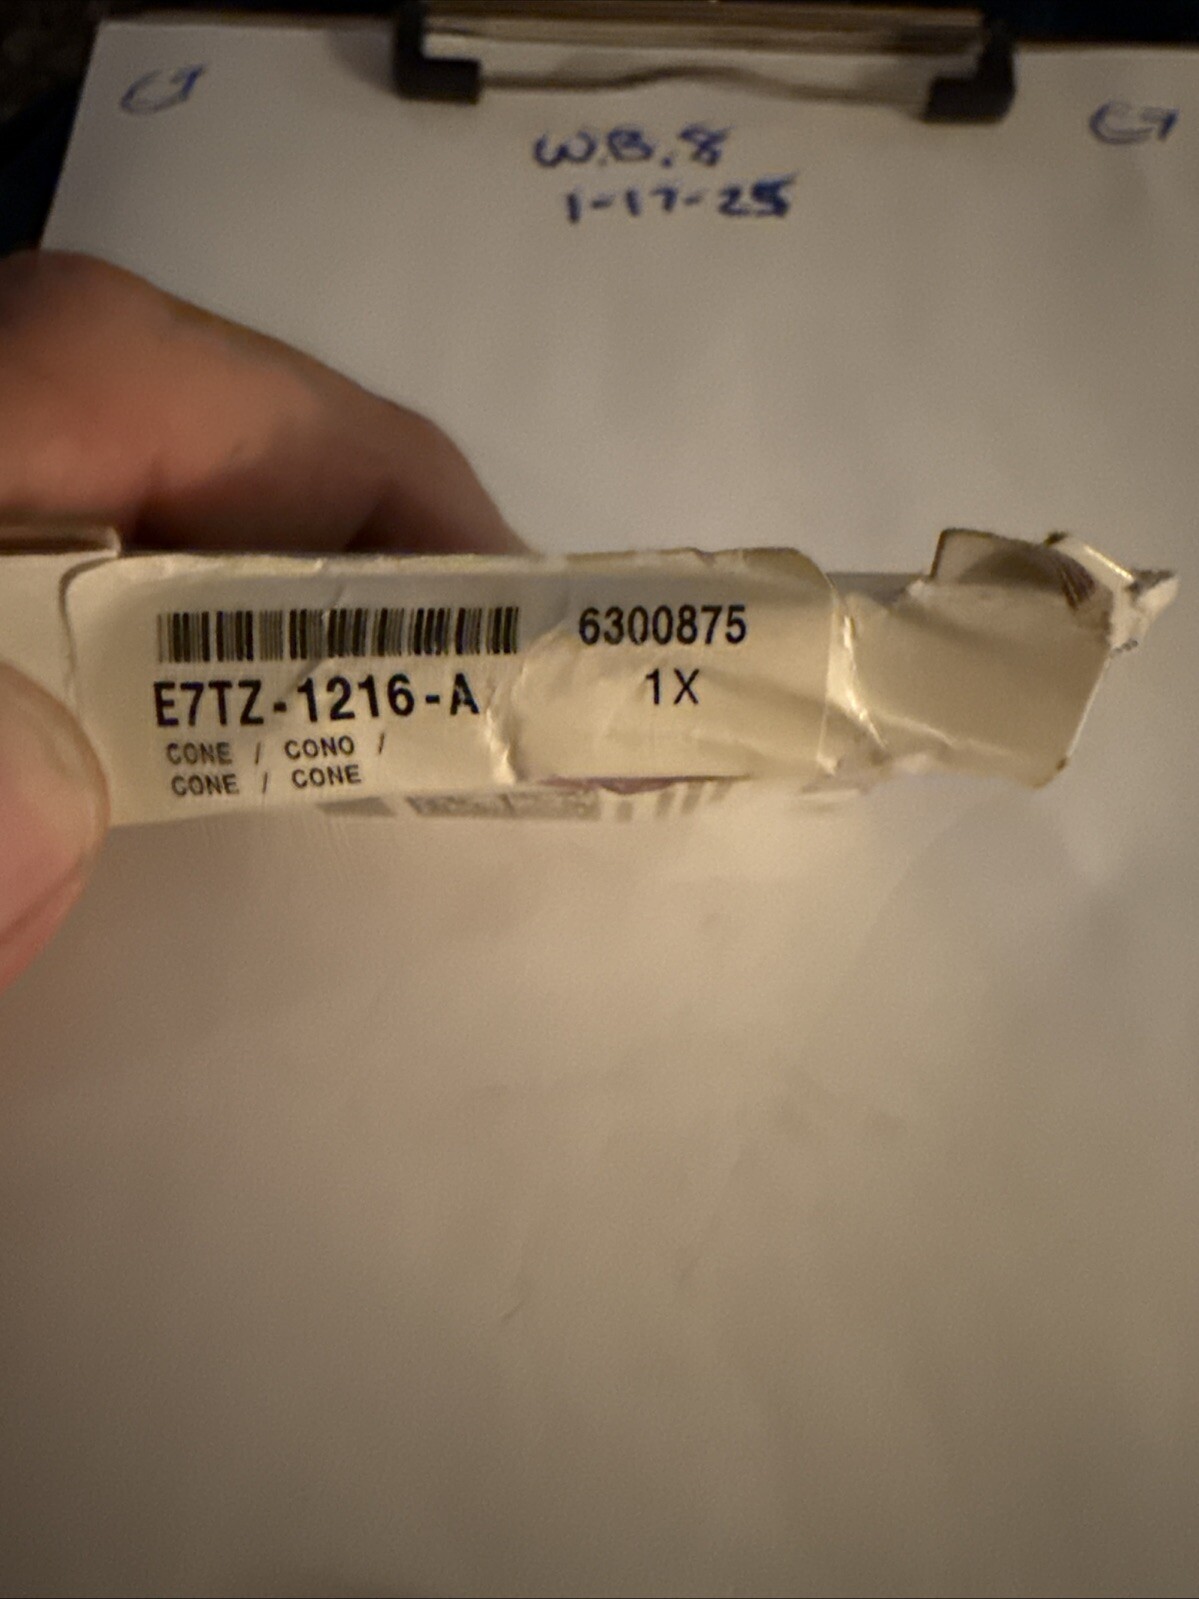 W.B.8
1-17-25
6300875
E7TZ-1216-A
1X
CONE / CONO /
CONE / CONE